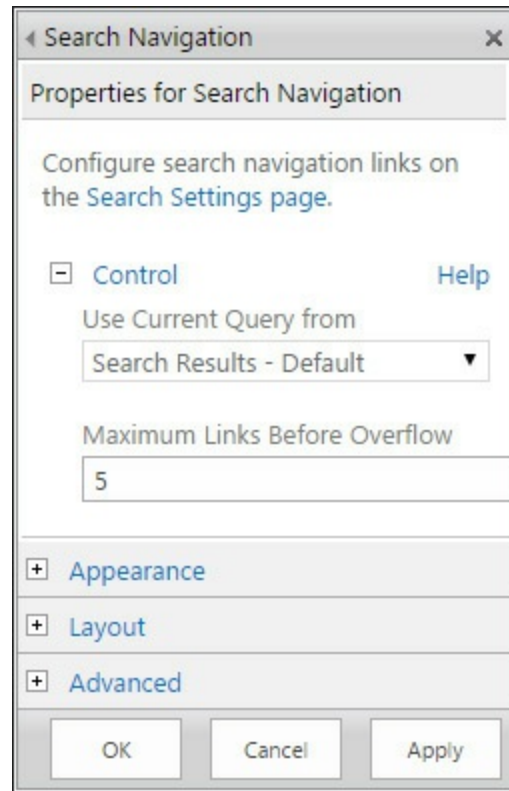 Search Navigation
Properties for Search Navigation
Configure search navigation links on
the Search Settings page.
Control Help
Use Current Query from
Search Results - Default
Maximum Links Before Overflow
5
Appearance
Layout
Advanced
OK Cancel Apply